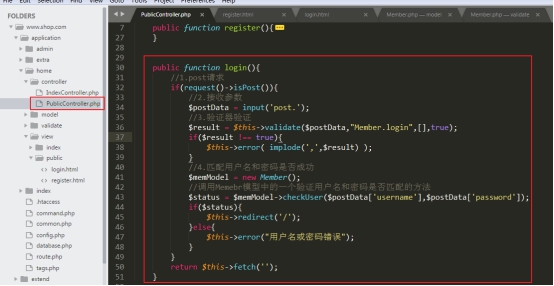 File Edit Selection Find View Goto Tools Project Preferences Help
FOLDERS
www.shop.com
application
admin
extra
home
controller
IndexController.php
PublicController.php
model
validate
view
index
public
login.html
register.html
index
.htaccess
command.php
common.php
config.php
database.php
route.php
tags.php
extend
PublicController.php × register.html login.html Member.php — model × Member.php — validate ×
7 public function register(){
27 }
28
29
30 public function login(){
31 //1.post请求
32 if(request()->isPost()){
33 //2.接收参数
34 $postData = input('post.');
35 //3.验证器验证
36 $result = $this->validate($postData,"Member.login",[],true);
37 if($result !== true){
38 $this->error( implode(',',$result) );
39 }
40 //4.匹配用户名和密码是否成功
41 $memModel = new Member();
42 //调用Memebr模型中的一个验证用户名和密码是否匹配的方法
43 $status = $memModel->checkUser($postData['username'],$postData['password']);
44 if($status){
45 $this->redirect('/');
46 }else{
47 $this->error("用户名或密码错误");
48 }
49 }
50 return $this->fetch('');
51 }